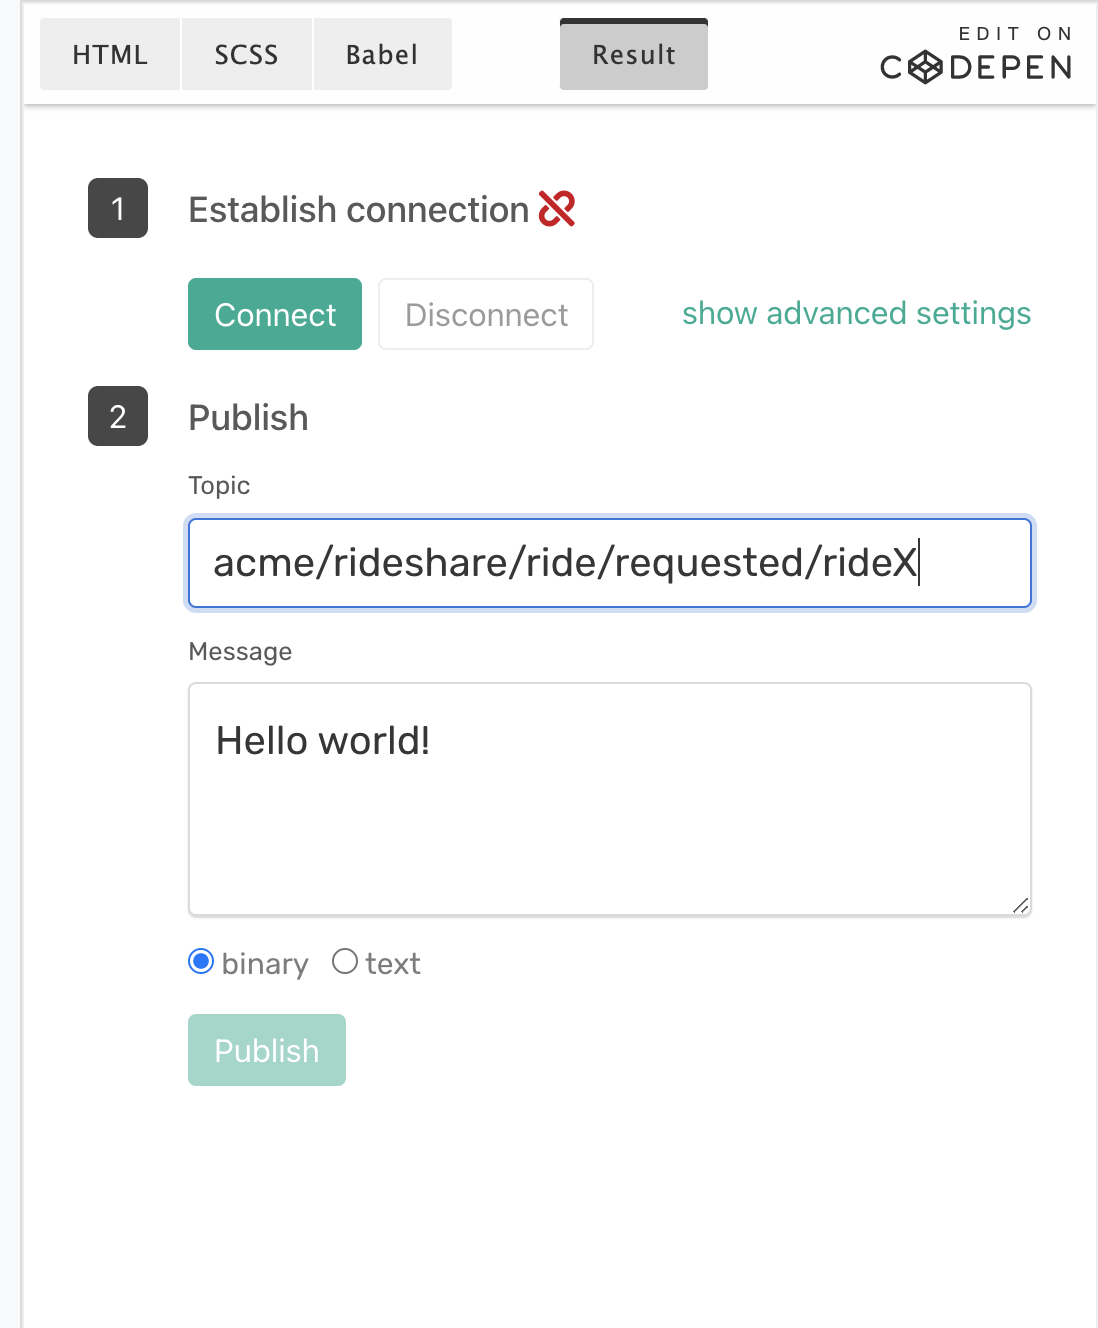 HTML SCSS Babel Result EDIT ON
CODEPEN
1 Establish connection
Connect Disconnect show advanced settings
2 Publish
Topic
acme/rideshare/ride/requested/rideX
Message
Hello world!
binary text
Publish